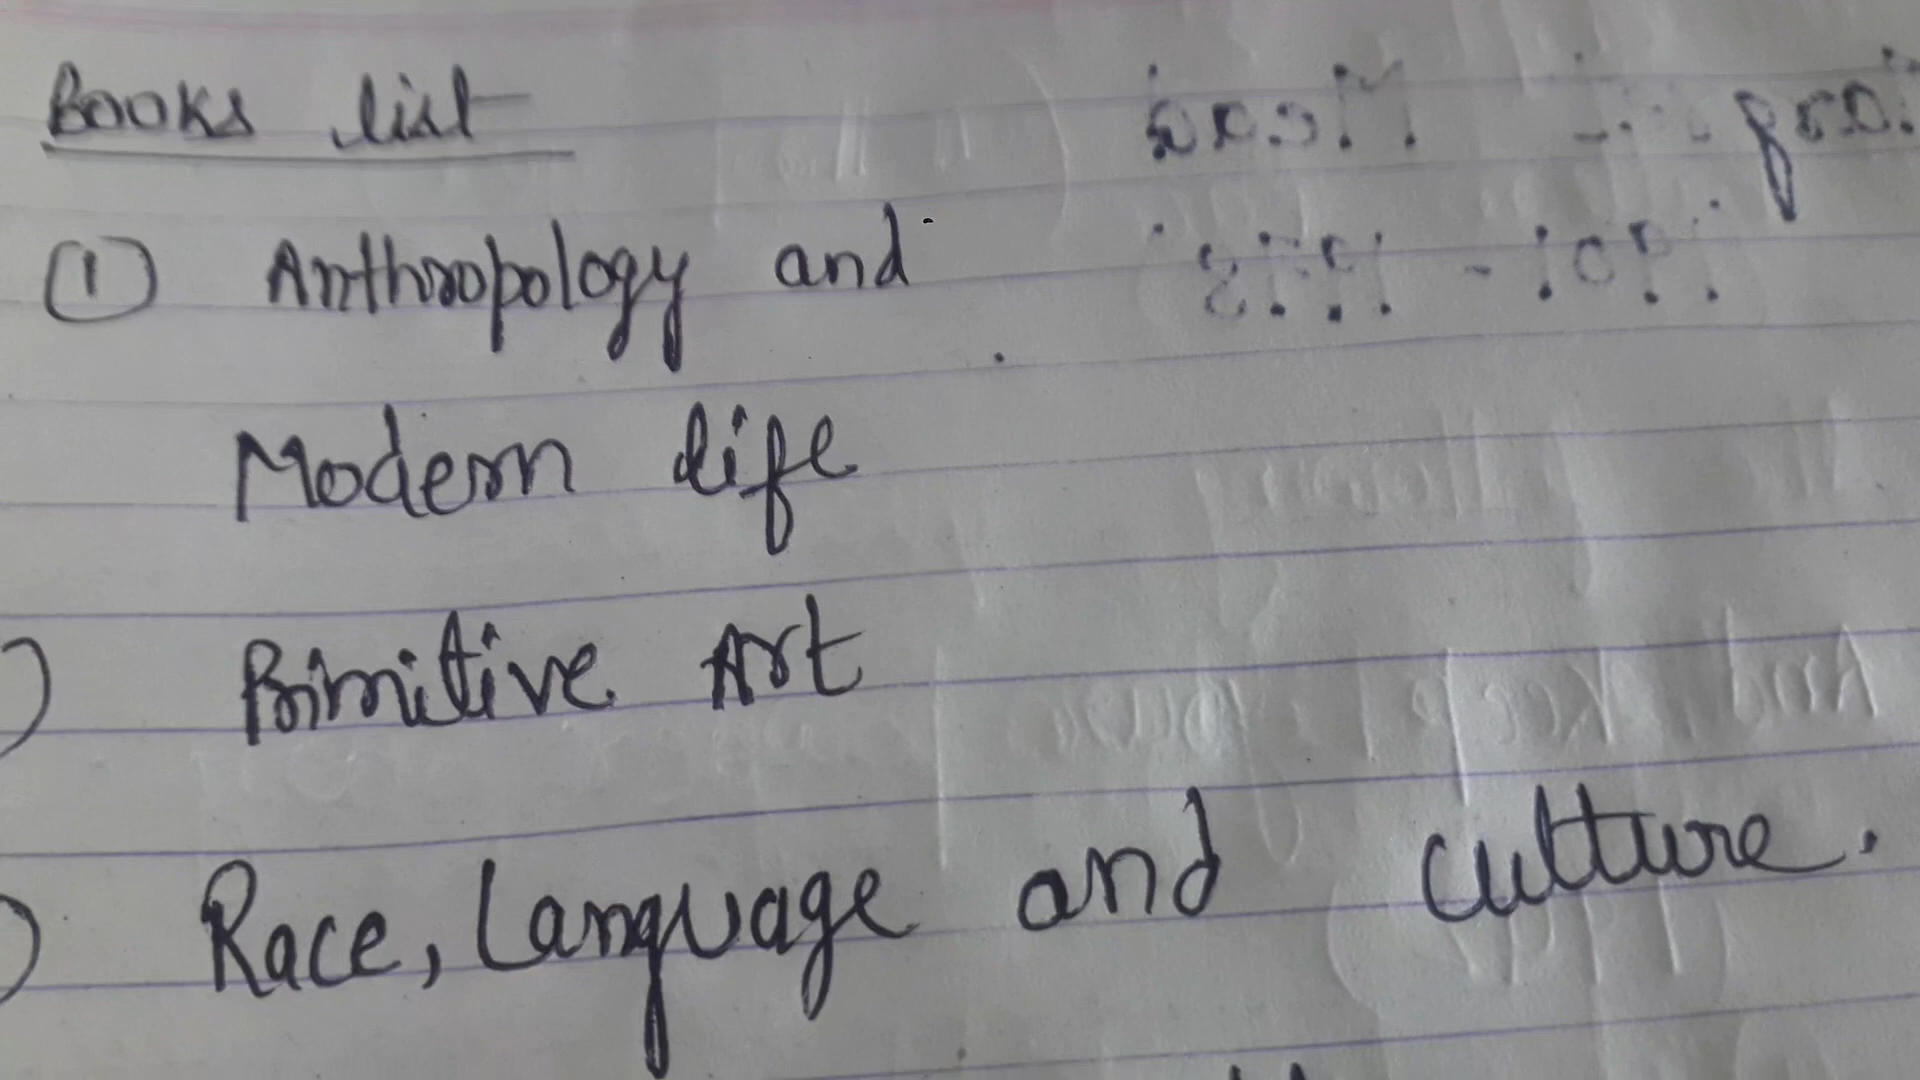 Books list
① Anthropology and
Modern life
) Primitive Art
) Race, Language and culture.